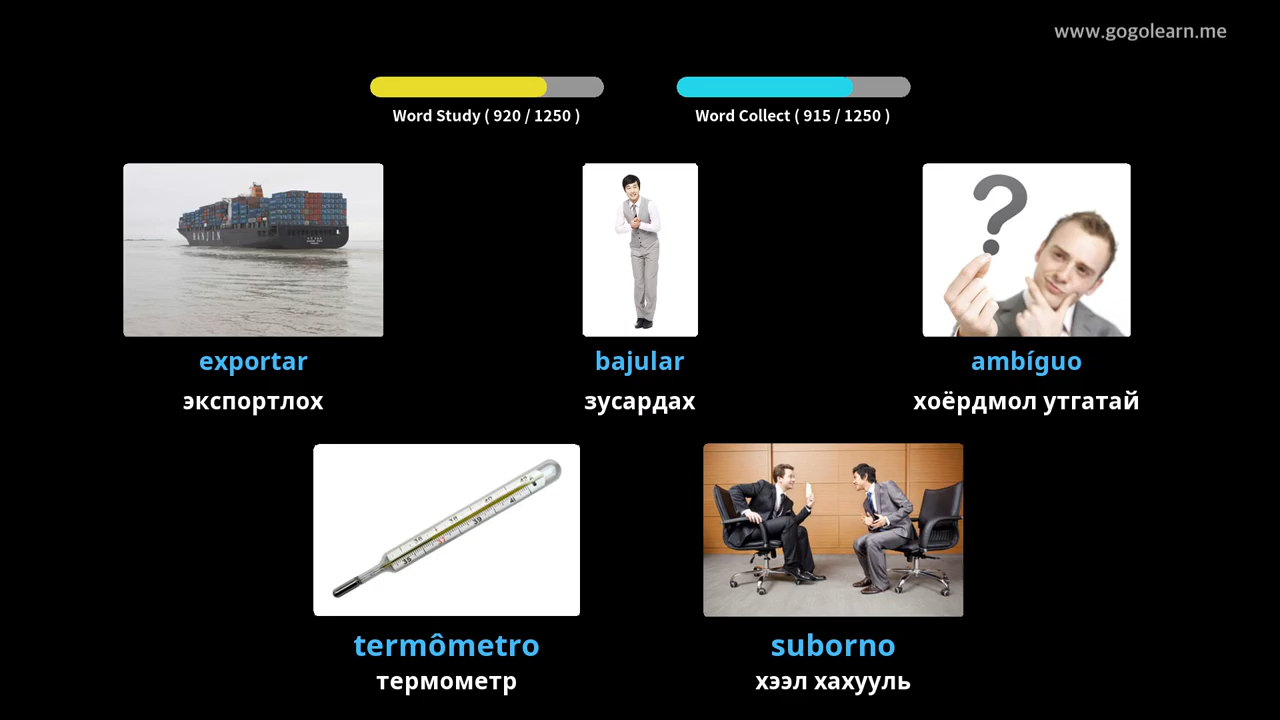 www.gogolearn.me
Word Study ( 920 / 1250 )
Word Collect ( 915 / 1250 )
HANJIN
exportar
bajular
ambíguo
экспортлох
зусардах
хоёрдмол утгатай
termômetro
suborno
термометр
хээл хахууль